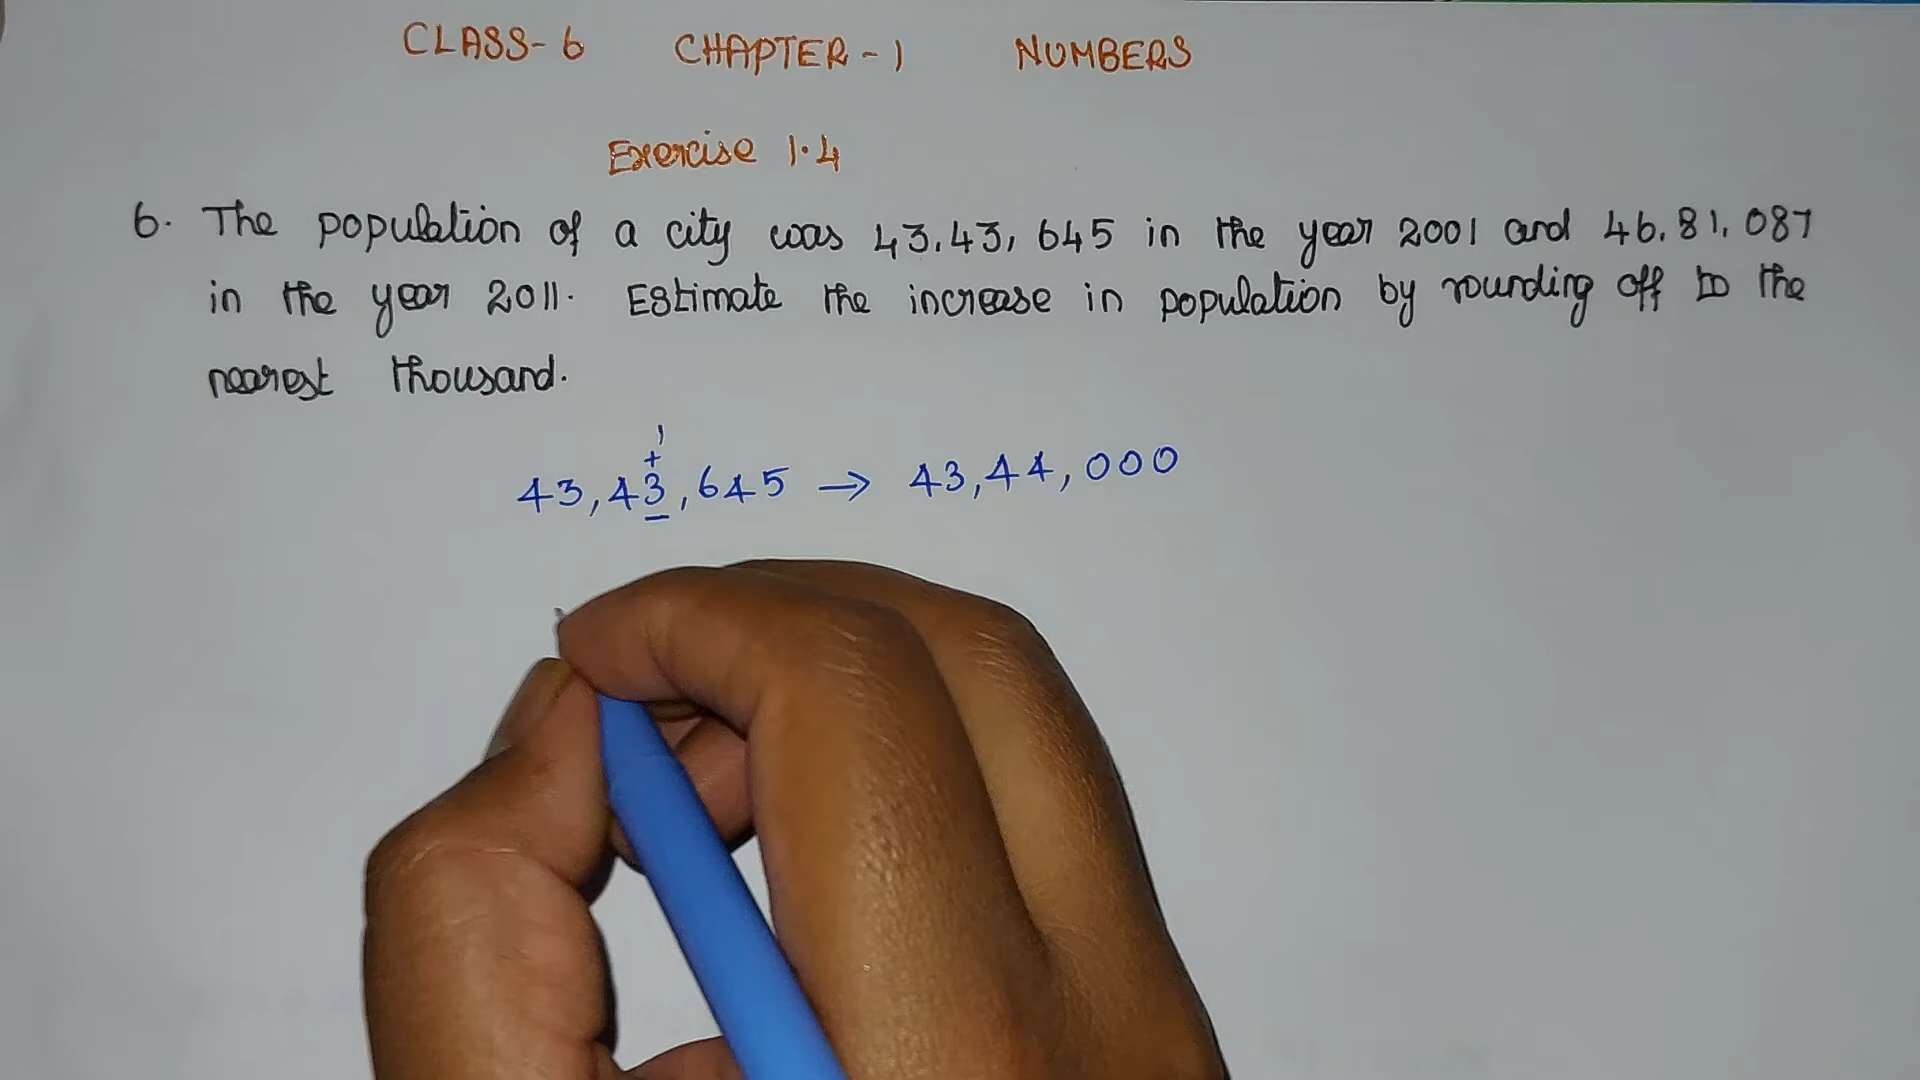 CLASS-6 CHAPTER-1 NUMBERS
Exercise 1.4
6. The population of a city was 43,43,645 in the year 2001 and 46,81,087
in the year 2011. Estimate the increase in population by rounding off to the
nearest thousand.
1
+
43,43,645 → 43,44,000